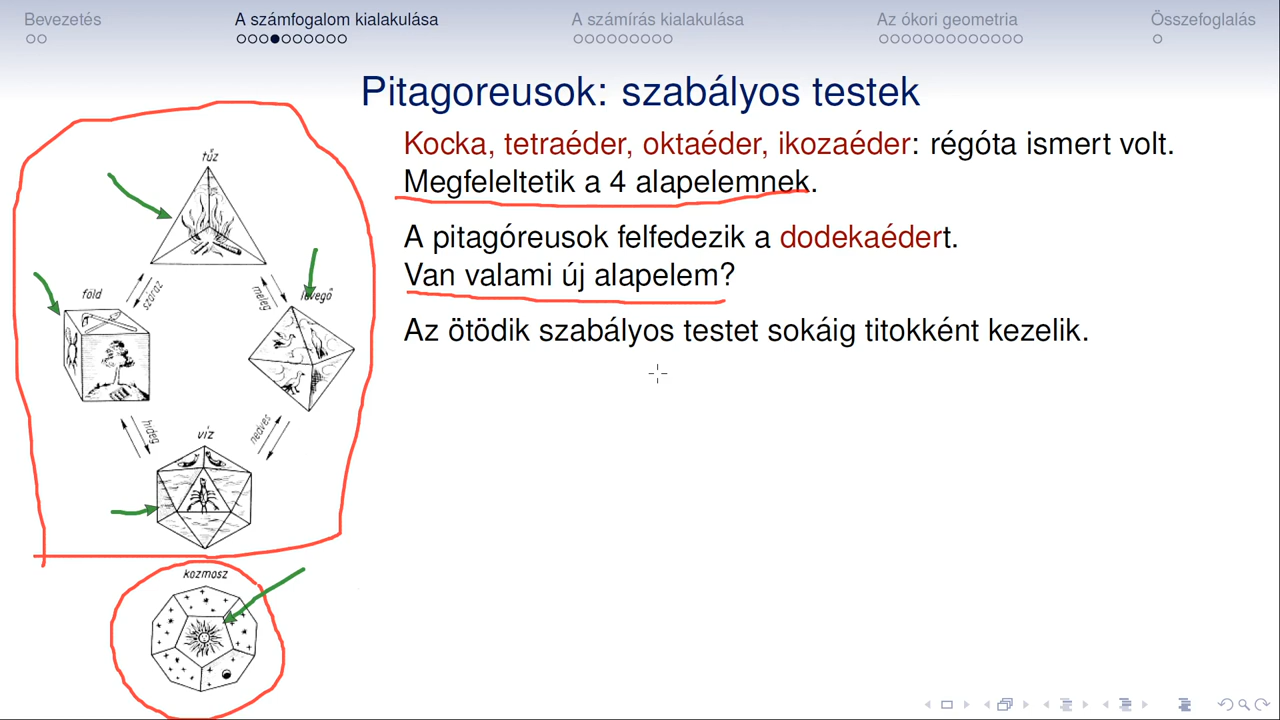 Bevezetés
A számfogalom kialakulása
A számírás kialakulása
Az ókori geometria
Összefoglalás
Pitagoreusok: szabályos testek
Kocka, tetraéder, oktaéder, ikozaéder: régóta ismert volt.
Megfeleltetik a 4 alapelemnek.
A pitagóreusok felfedezik a dodekaédert.
Van valami új alapelem?
Az ötödik szabályos testet sokáig titokként kezelik.
tűz
föld
száraz
meleg
levegő
hideg
nedves
víz
kozmosz